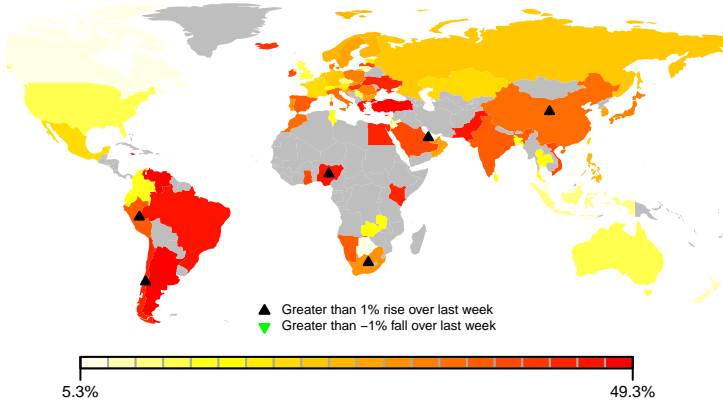 Greater than 1% rise over last week
Greater than −1% fall over last week
5.3%
49.3%